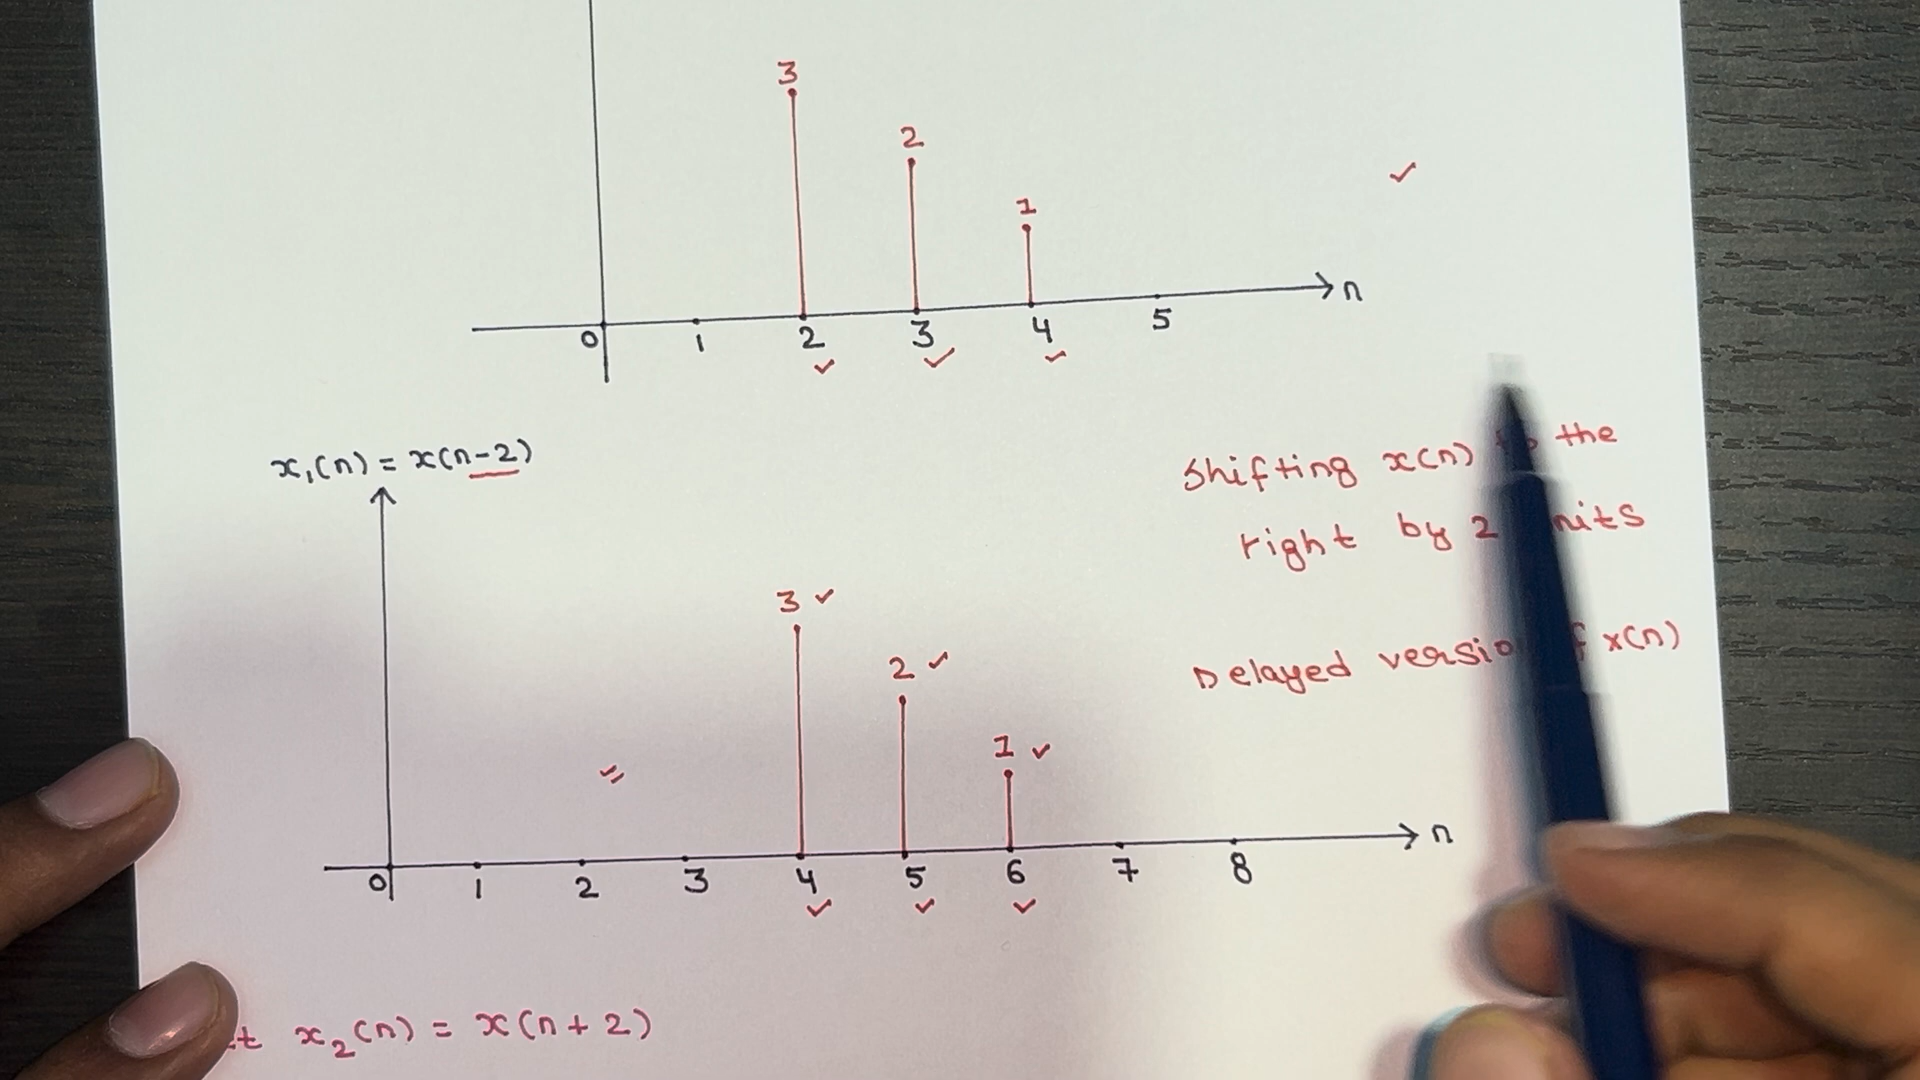 3
2
1
n
0 1 2 3 4 5
x₁(n) = x(n-2)
Shifting x(n) the
right by 2
Delayed x(n)
3
2
1
n
0 1 2 3 4 5 6 7 8
x₂(n) = x(n+2)